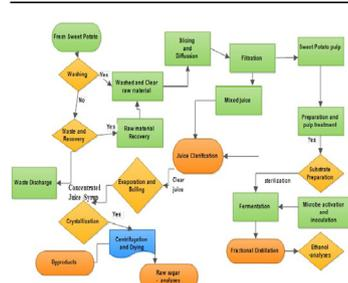 From Sweet Potato
Washing
Yes
Washed and Clear
raw material
Slicing
and
Diffusion
Filtration
Sweet Potato pulp
No
Waste and
Recovery
Yes
Raw material
Recovery
Mixed juice
Preparation and
pulp treatment
Yes
Juice Clarification
Substrate
Preparation
sterilization
Waste Discharge
Concentrated
Juice /Syrup
Evaporation and
Boiling
Clear
juice
Fermentation
Microbe activation
and inoculation
Crystallization
Yes
Centrifugation
and Drying
Fractional Distillation
Ethanol
-analyses
Byproducts
Raw sugar
- analyses